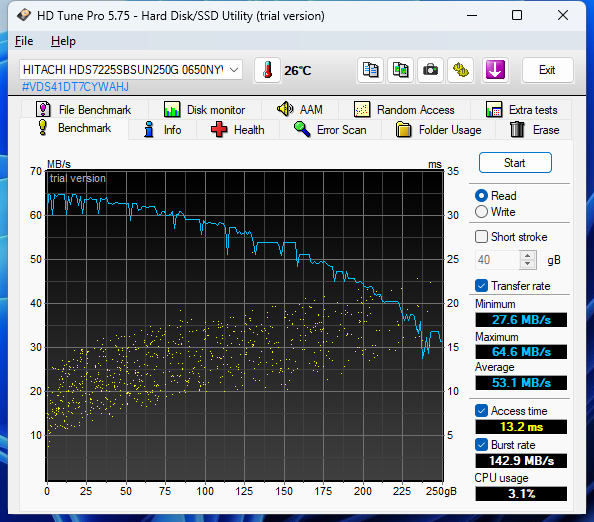 HD Tune Pro 5.75 - Hard Disk/SSD Utility (trial version)
File Help
HITACHI HDS7225SBSUN250G 0650NY
26°C
Exit
#VDS41DT7CYWAHJ
File Benchmark Disk monitor AAM Random Access Extra tests
Benchmark Info Health Error Scan Folder Usage Erase
MB/s ms
trial version
70 35
60 30
50 25
40 20
30 15
20 10
10 5
0 25 50 75 100 125 150 175 200 225 250gB
Start
Read
Write
Short stroke
40 gB
Transfer rate
Minimum
27.6 MB/s
Maximum
64.6 MB/s
Average
53.1 MB/s
Access time
13.2 ms
Burst rate
142.9 MB/s
CPU usage
3.1%